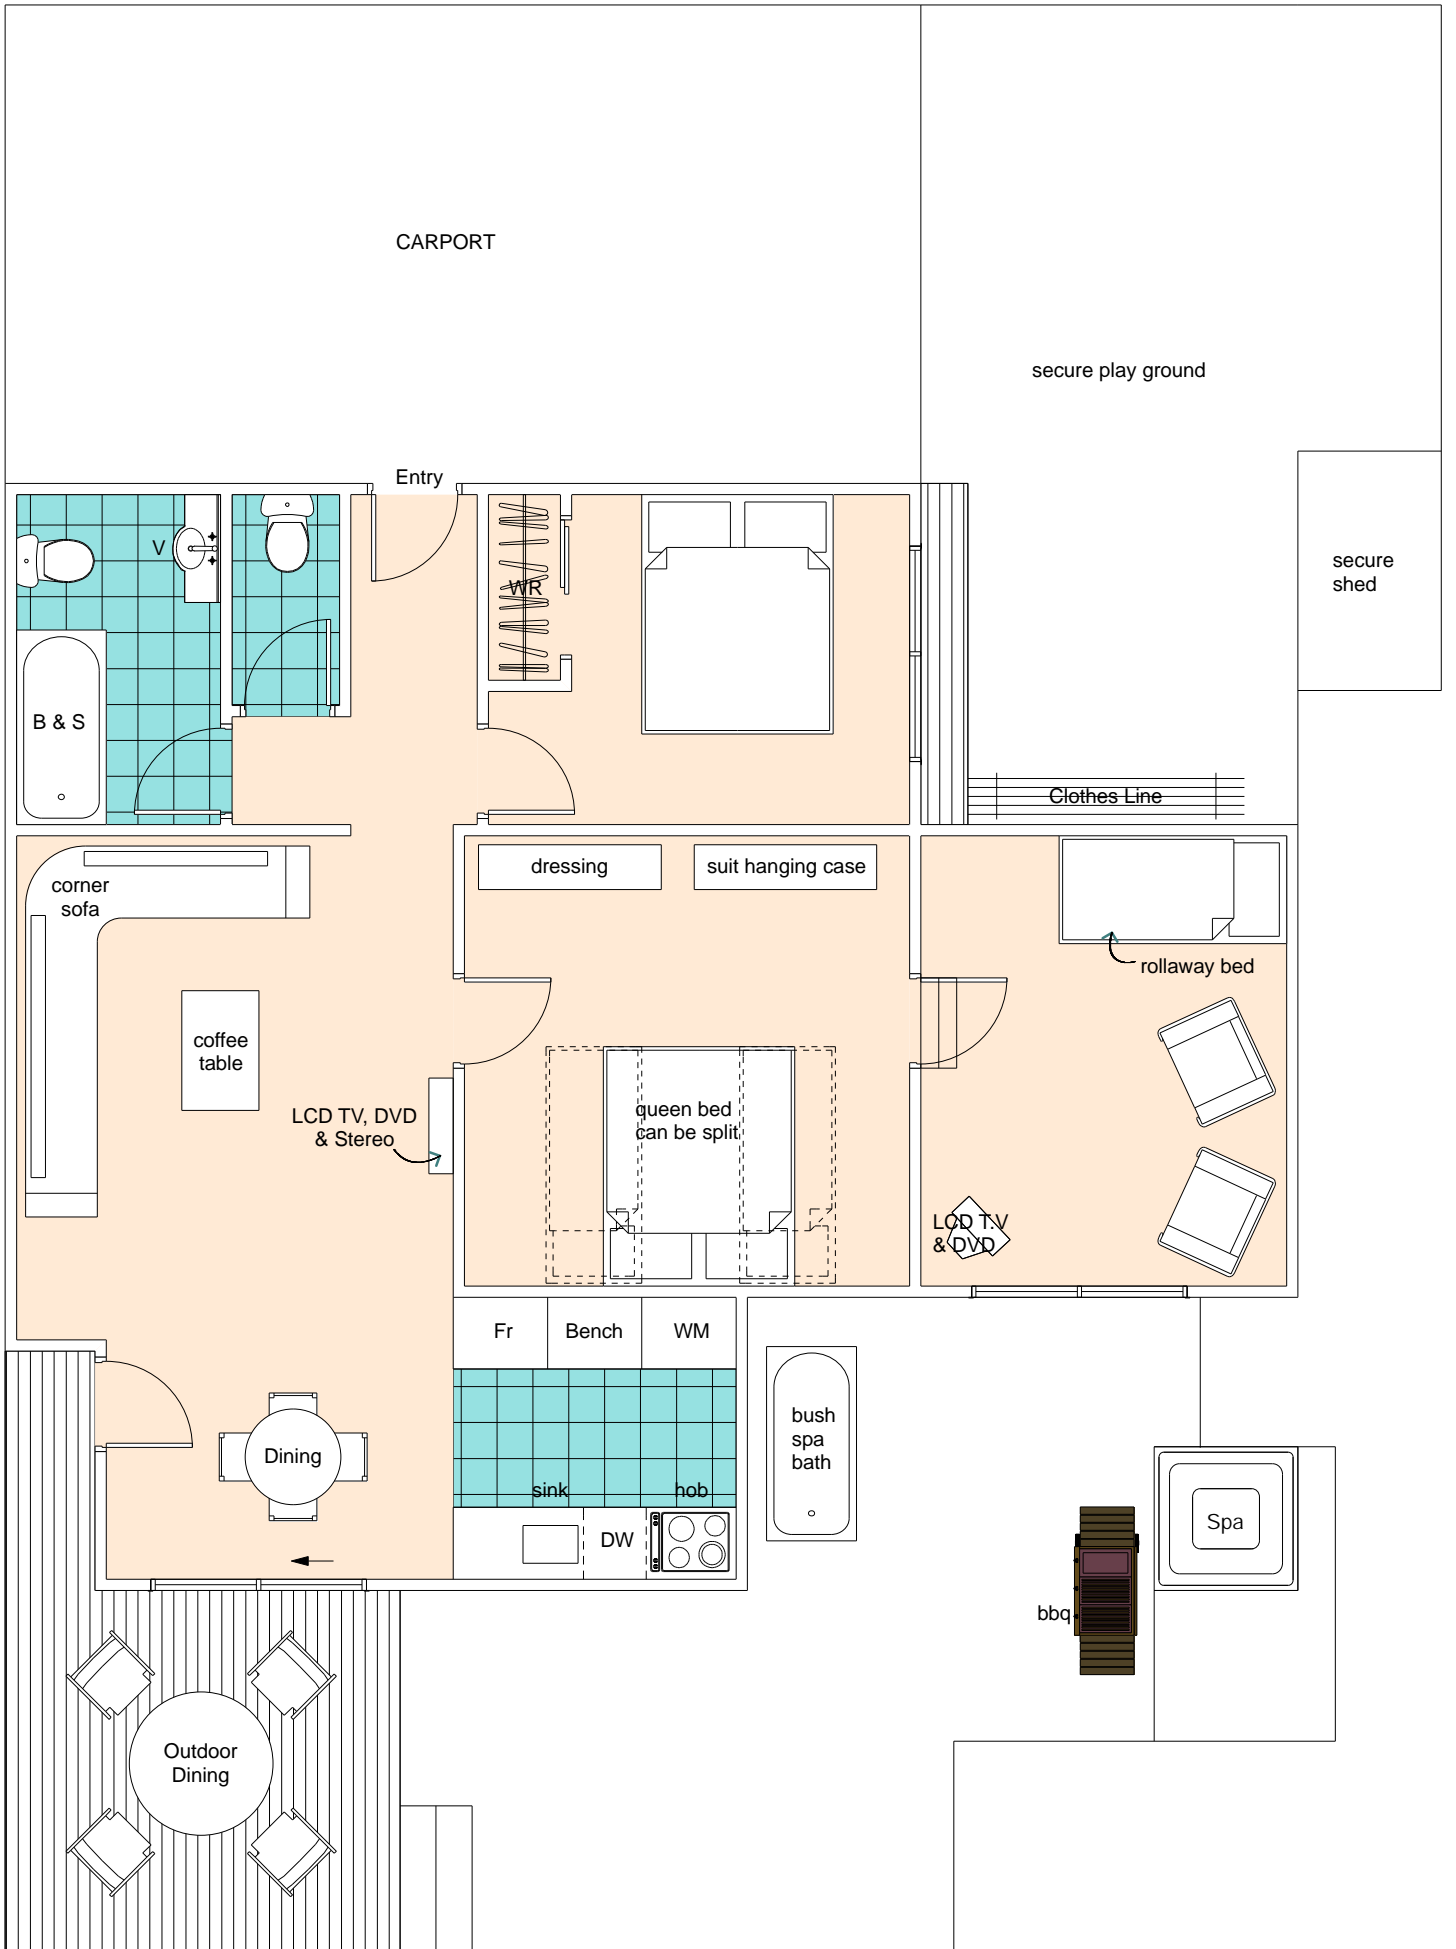 CARPORT
secure play ground
Entry
V
WR
secure
shed
B & S
Clothes Line
corner
sofa
dressing
suit hanging case
rollaway bed
coffee
table
LCD TV, DVD
& Stereo
queen bed
can be split
LCD T.V
& DVD
Fr
Bench
WM
bush
spa
bath
Dining
sink
hob
DW
Spa
bbq
Outdoor
Dining